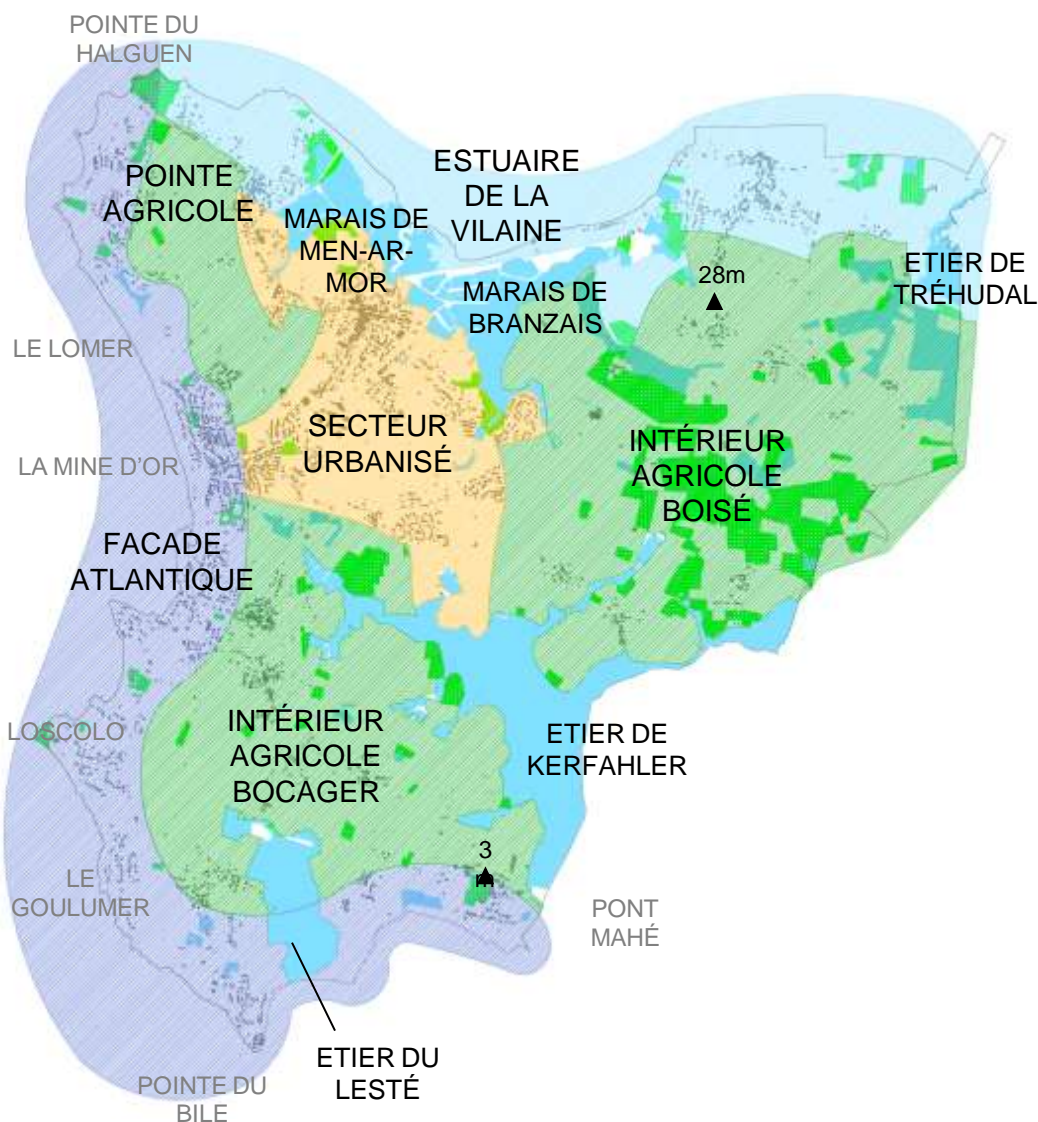 POINTE DU
HALGUEN
POINTE
AGRICOLE
ESTUAIRE
DE LA
VILAINE
MARAIS DE
MEN-AR-
MOR
MARAIS DE
BRANZAIS
28m
ETIER DE
TRÉHUDAL
LE LOMER
SECTEUR
URBANISÉ
INTÉRIEUR
AGRICOLE
BOISÉ
LA MINE D'OR
FACADE
ATLANTIQUE
LOSCOLO
INTÉRIEUR
AGRICOLE
BOCAGER
ETIER DE
KERFAHLER
3
m
LE
GOULUMER
PONT
MAHÉ
ETIER DU
LESTÉ
POINTE DU
BILE